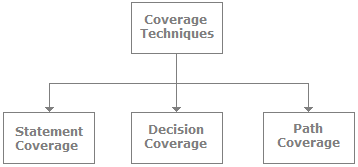 Coverage
Techniques
Statement
Coverage
Decision
Coverage
Path
Coverage